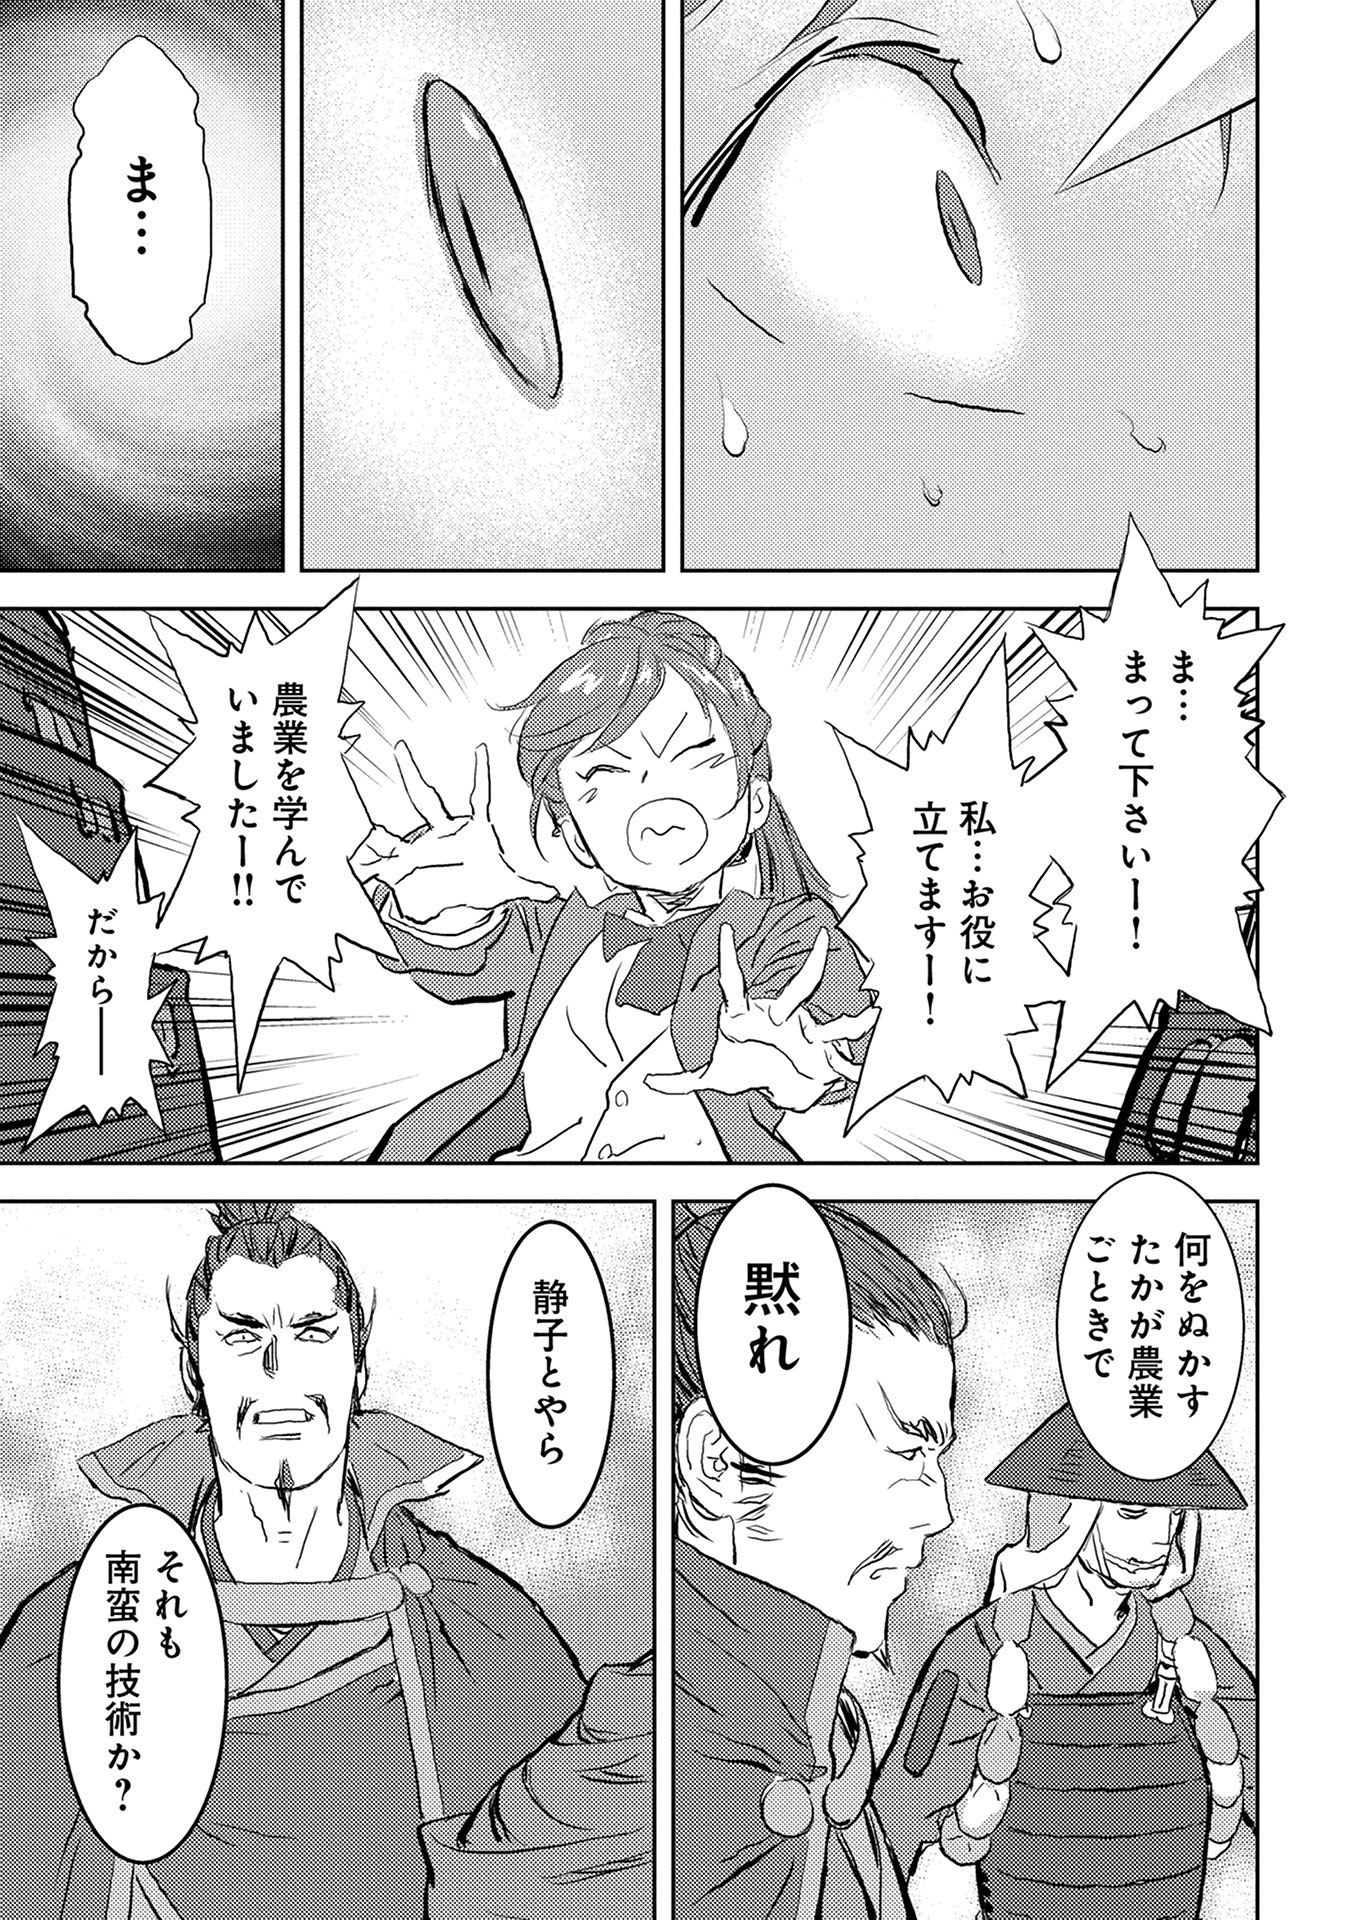 ま…
ま…
まって下さいー！
私…お役に
立てますー！
農業を学んで
いましたー!!
だから──
何をぬかす
たかが農業
ごときで
黙れ
静子とやら
それも
南蛮の技術か？